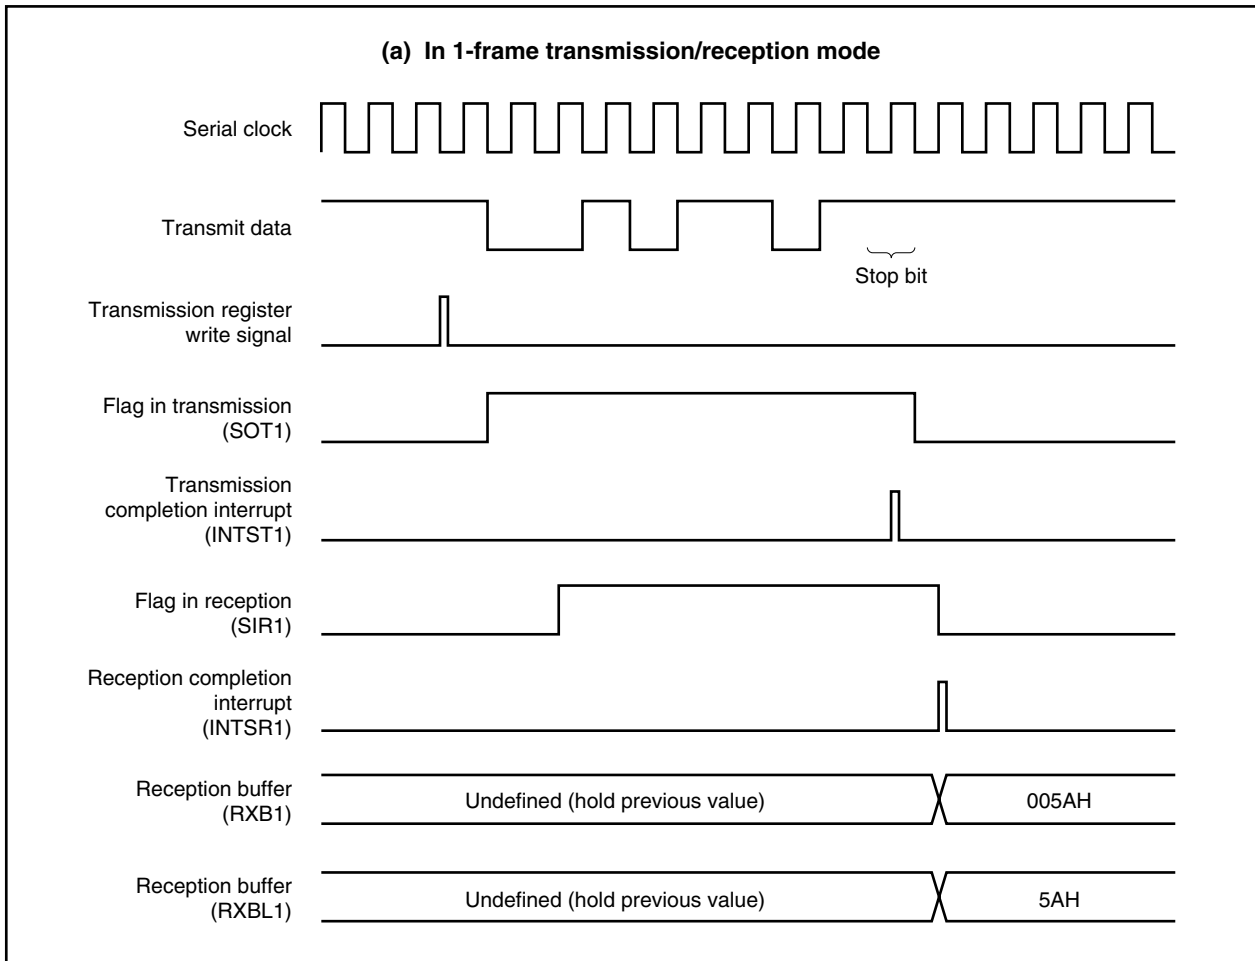 (a) In 1-frame transmission/reception mode
Serial clock
Transmit data
Stop bit
Transmission register
write signal
Flag in transmission
(SOT1)
Transmission
completion interrupt
(INTST1)
Flag in reception
(SIR1)
Reception completion
interrupt
(INTSR1)
Reception buffer
(RXB1)
Undefined (hold previous value)
005AH
Reception buffer
(RXBL1)
Undefined (hold previous value)
5AH